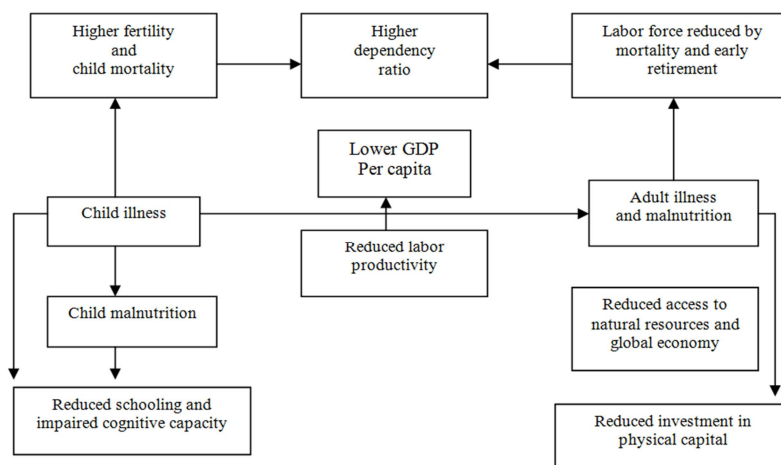 Higher fertility
and
child mortality
Higher
dependency
ratio
Labor force reduced by
mortality and early
retirement
Lower GDP
Per capita
Child illness
Adult illness
and malnutrition
Reduced labor
productivity
Child malnutrition
Reduced access to
natural resources and
global economy
Reduced schooling and
impaired cognitive capacity
Reduced investment in
physical capital